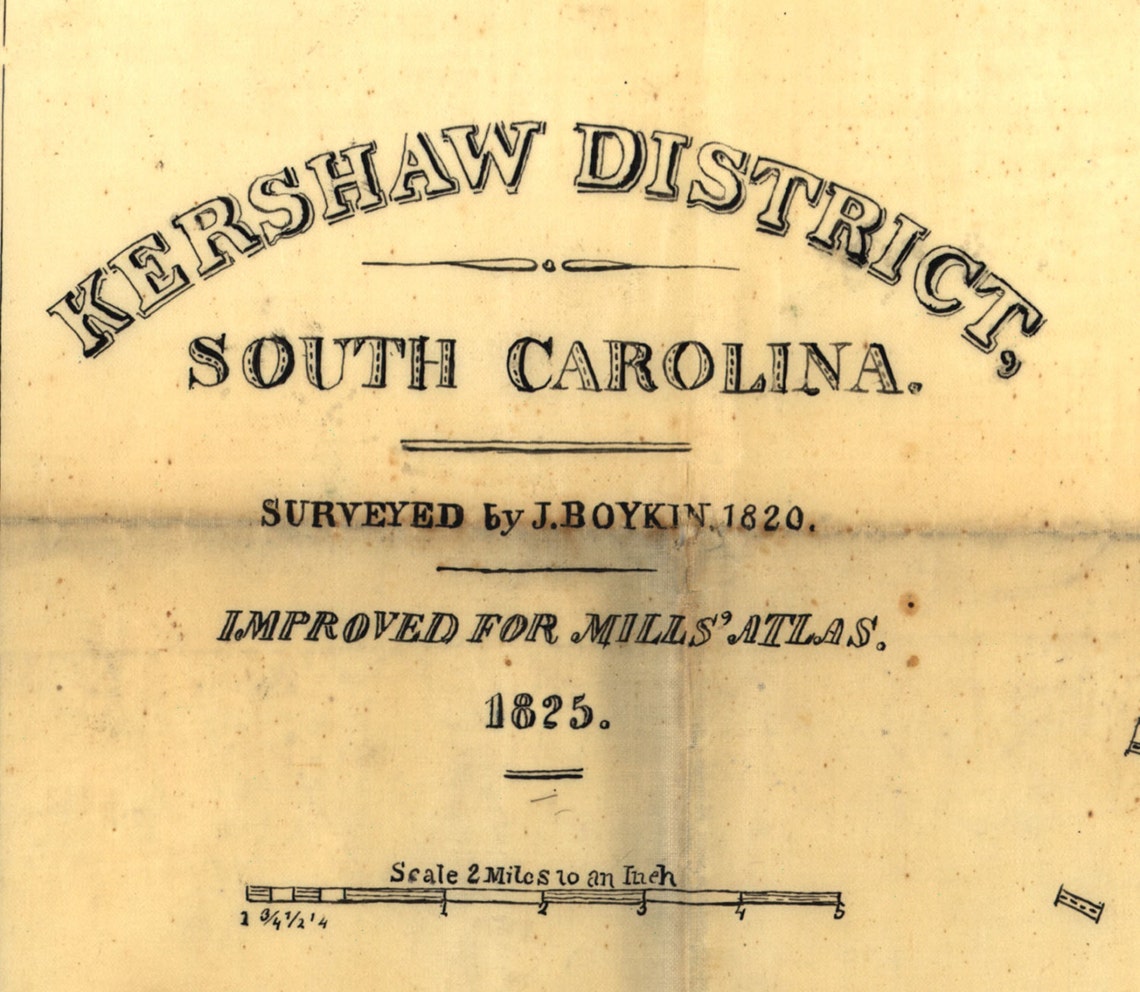 KERSHAW DISTRICT,
SOUTH CAROLINA.
SURVEYED by J. BOYKIN. 1820.
IMPROVED FOR MILLS' ATLAS.
1825.
Scale 2 Miles to an Inch
1 3/4 1/2 1/4 1 2 3 4 5